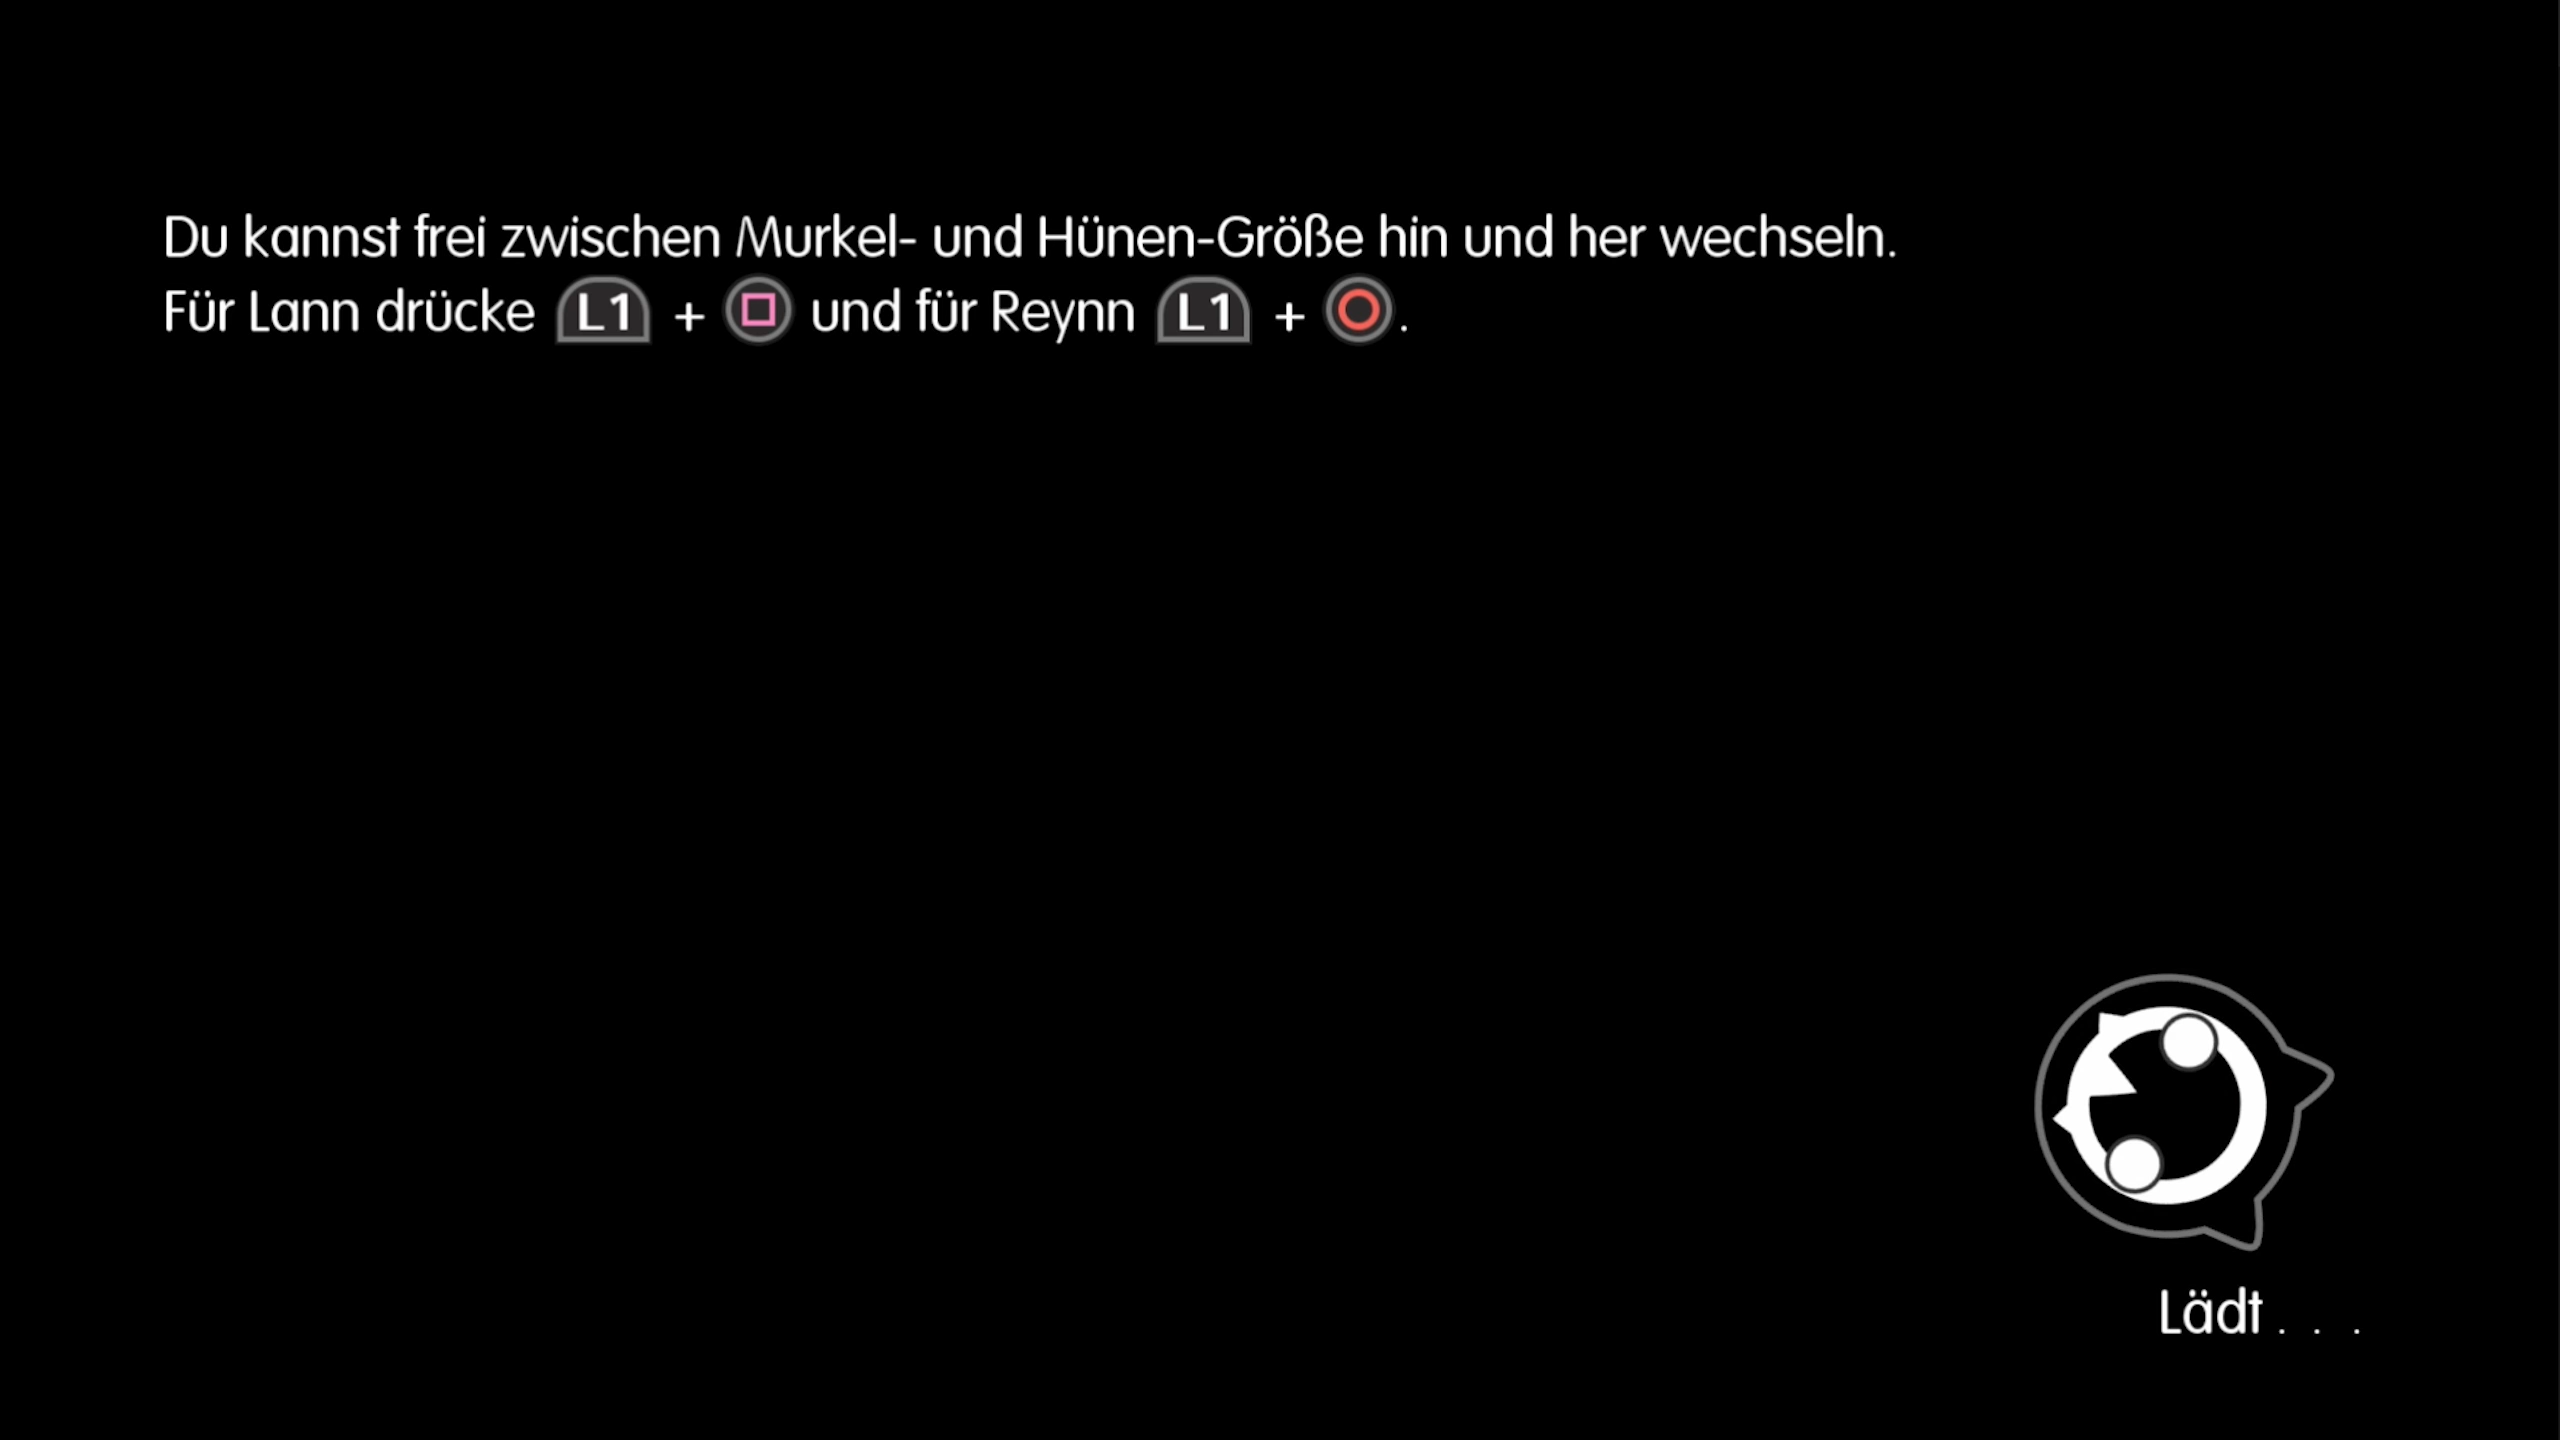 Du kannst frei zwischen Murkel- und Hünen-Größe hin und her wechseln.
Für Lann drücke L1 + □ und für Reynn L1 + ○.
Lädt . . .